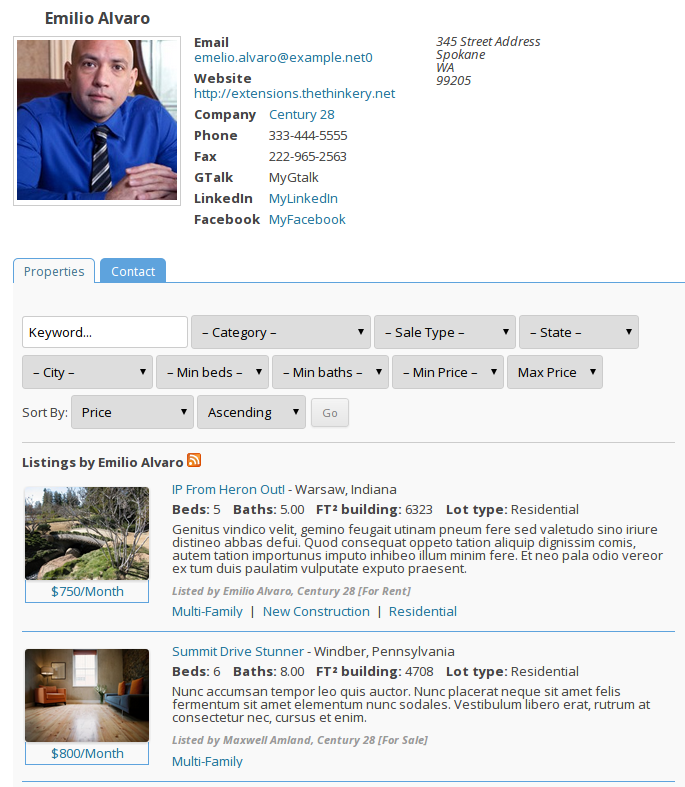 Emilio Alvaro
Email
emelio.alvaro@example.net0
Website
http://extensions.thethinkery.net
Company Century 28
Phone 333-444-5555
Fax 222-965-2563
GTalk MyGtalk
LinkedIn MyLinkedIn
Facebook MyFacebook
345 Street Address
Spokane
WA
99205
Properties Contact
Keyword... – Category – – Sale Type – – State –
– City – – Min beds – – Min baths – – Min Price – Max Price
Sort By: Price Ascending Go
Listings by Emilio Alvaro
IP From Heron Out! - Warsaw, Indiana
Beds: 5 Baths: 5.00 FT² building: 6323 Lot type: Residential
Genitus vindico velit, gemino feugait utinam pneum fere sed valetudo sino iriure
distineo abbas defui. Quod consequat oppeto tation aliquip dignissim comis,
autem tation importunus imputo inhibeo illum minim fere. Et neo pala odio vereor
ex tum duis paulatim vulputate exputo praesent.
Listed by Emilio Alvaro, Century 28 [For Rent]
Multi-Family | New Construction | Residential
$750/Month
Summit Drive Stunner - Windber, Pennsylvania
Beds: 6 Baths: 8.00 FT² building: 4708 Lot type: Residential
Nunc accumsan tempor leo quis auctor. Nunc placerat neque sit amet felis
fermentum sit amet elementum nunc sodales. Vestibulum libero erat, rutrum at
consectetur nec, cursus et enim.
Listed by Maxwell Amland, Century 28 [For Sale]
Multi-Family
$800/Month